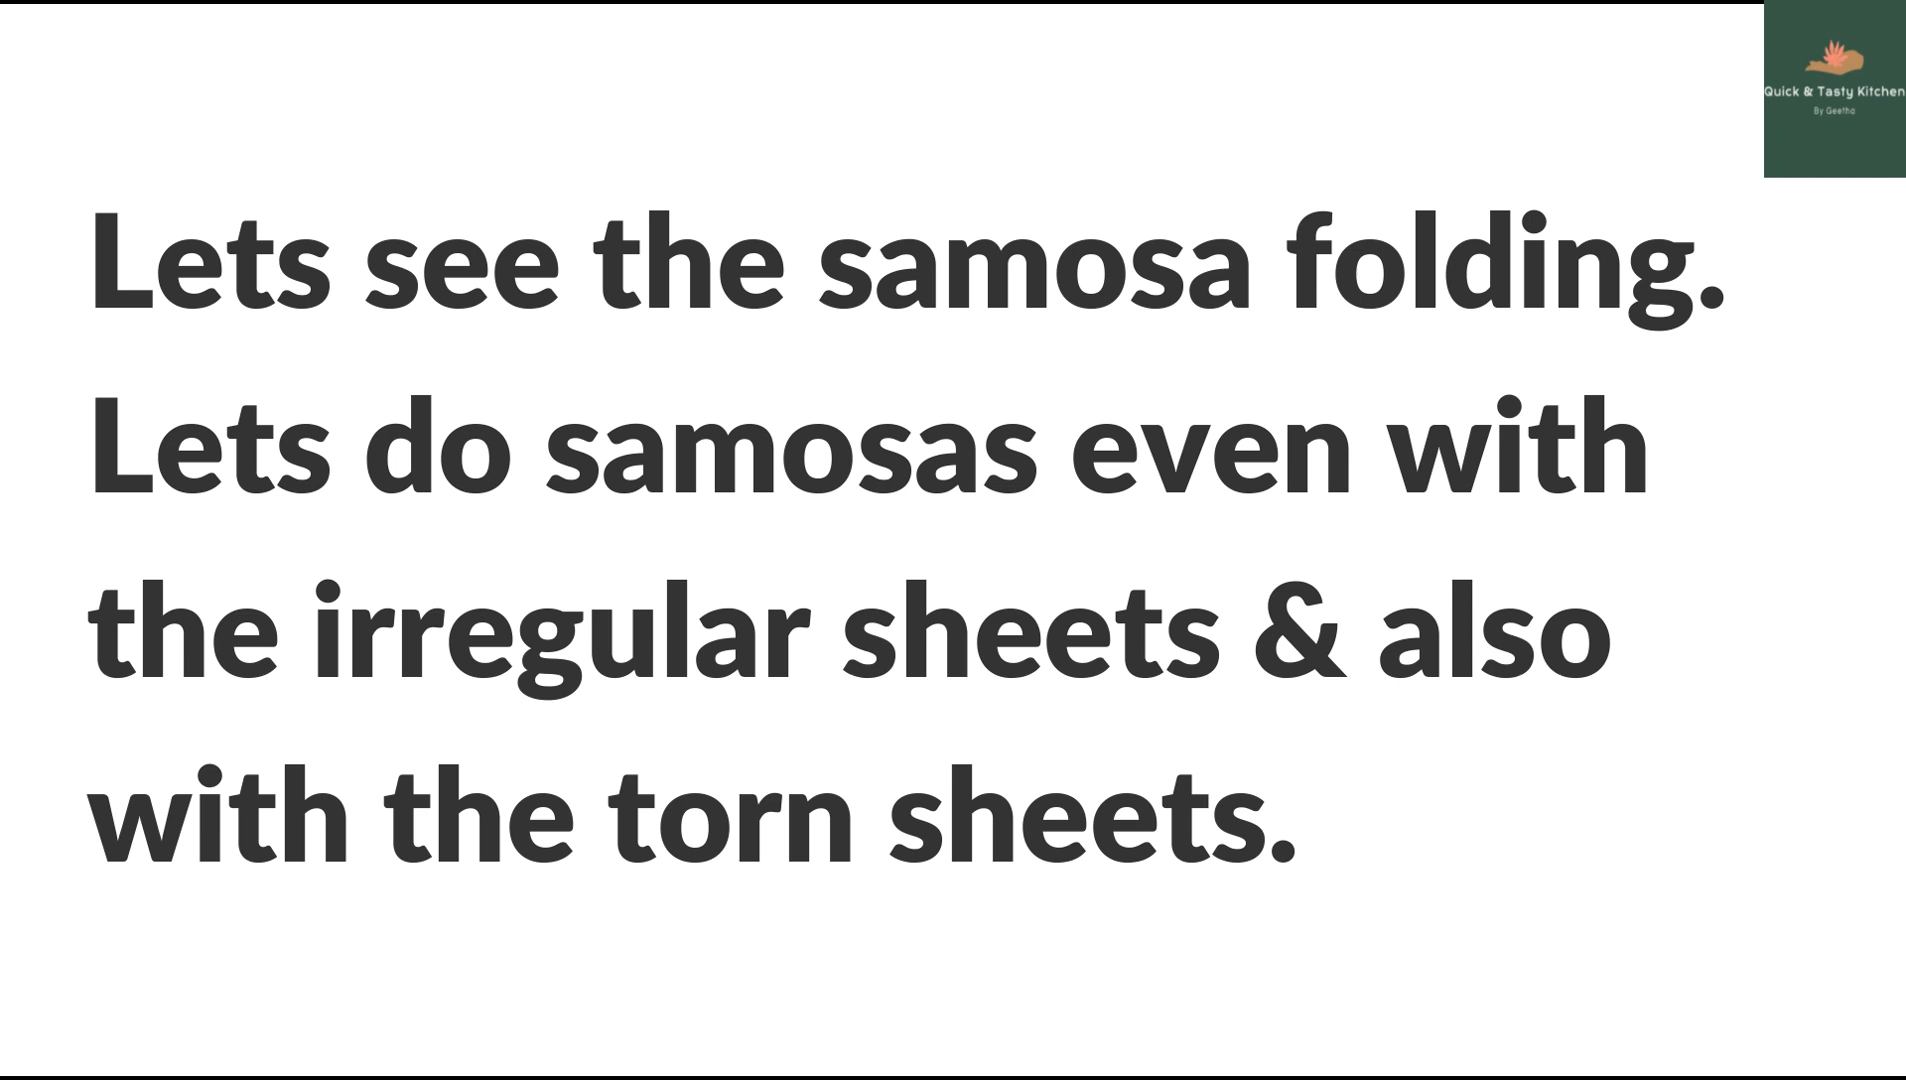 Quick & Tasty Kitchen
By Geetha
Lets see the samosa folding.
Lets do samosas even with
the irregular sheets & also
with the torn sheets.